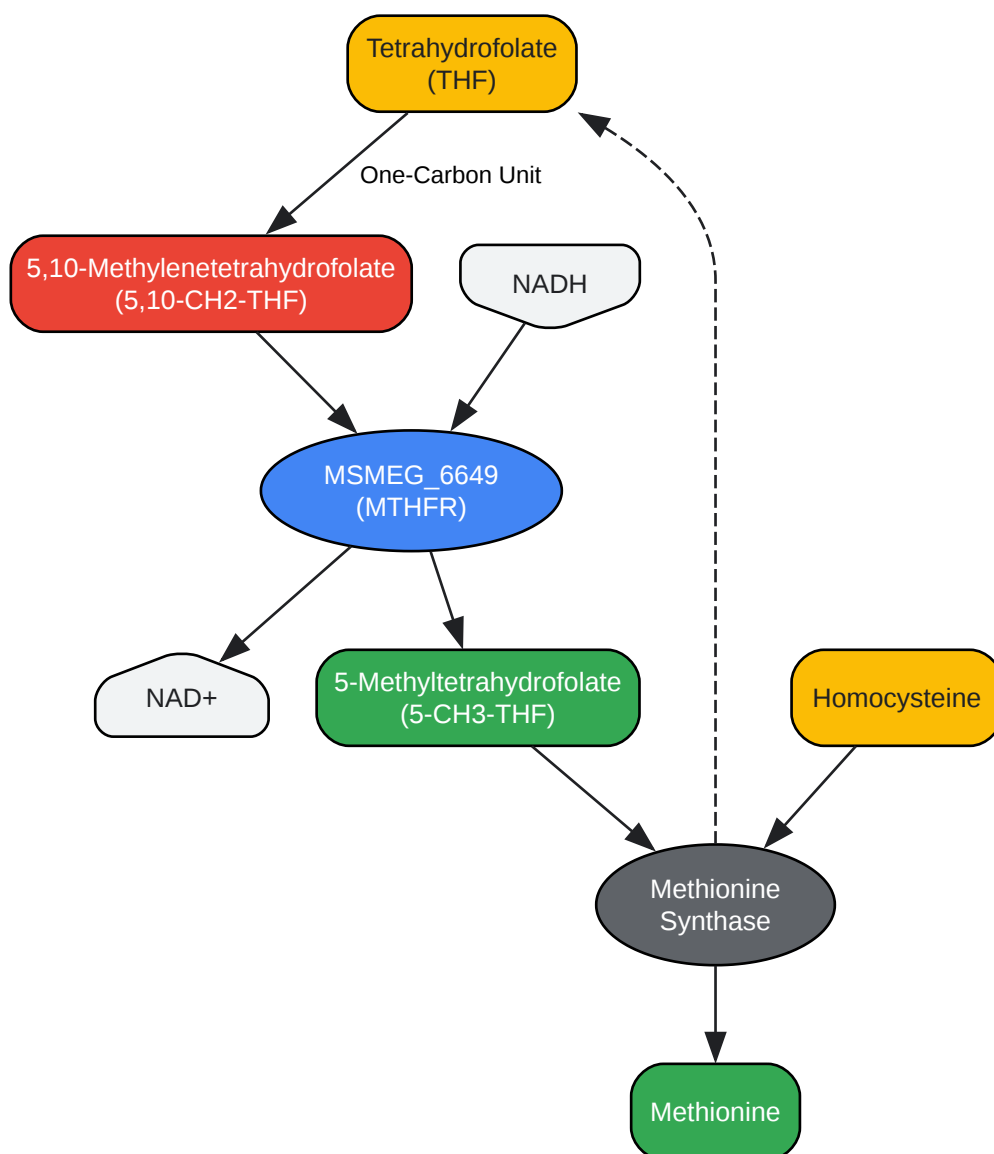 Tetrahydrofolate
(THF)
One-Carbon Unit
5,10-Methylenetetrahydrofolate
(5,10-CH2-THF)
NADH
MSMEG_6649
(MTHFR)
NAD+
5-Methyltetrahydrofolate
(5-CH3-THF)
Homocysteine
Methionine
Synthase
Methionine